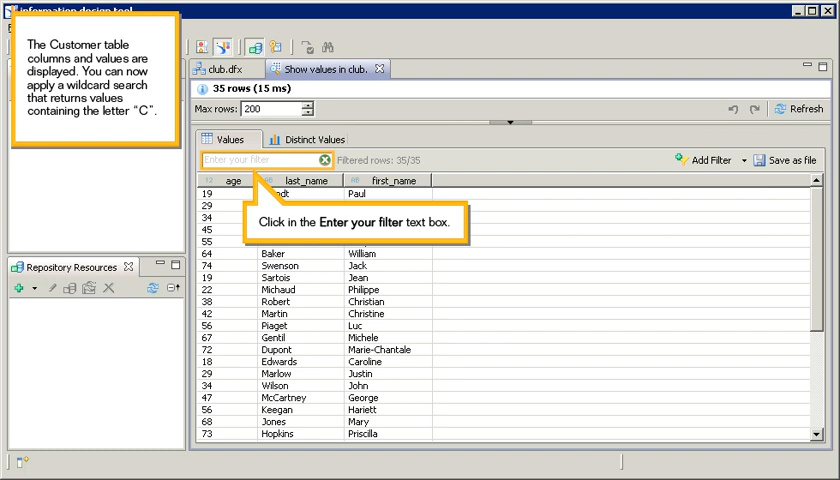 information design tool
The Customer table
columns and values are
displayed. You can now
apply a wildcard search
that returns values
containing the letter “C”.
club.dfx Show values in club.
35 rows (15 ms)
Max rows: 200 Refresh
Values Distinct Values
Enter your filter Filtered rows: 35/35 Add Filter Save as file
12 age AB last_name AB first_name
19 Paul
29
34
45
55
Click in the Enter your filter text box.
64 Baker William
74 Swenson Jack
19 Sartois Jean
22 Michaud Philippe
38 Robert Christian
42 Martin Christine
56 Piaget Luc
67 Gentil Michele
72 Dupont Marie-Chantale
18 Edwards Caroline
29 Marlow Justin
34 Wilson John
47 McCartney George
56 Keegan Hariett
68 Jones Mary
73 Hopkins Priscilla
Repository Resources